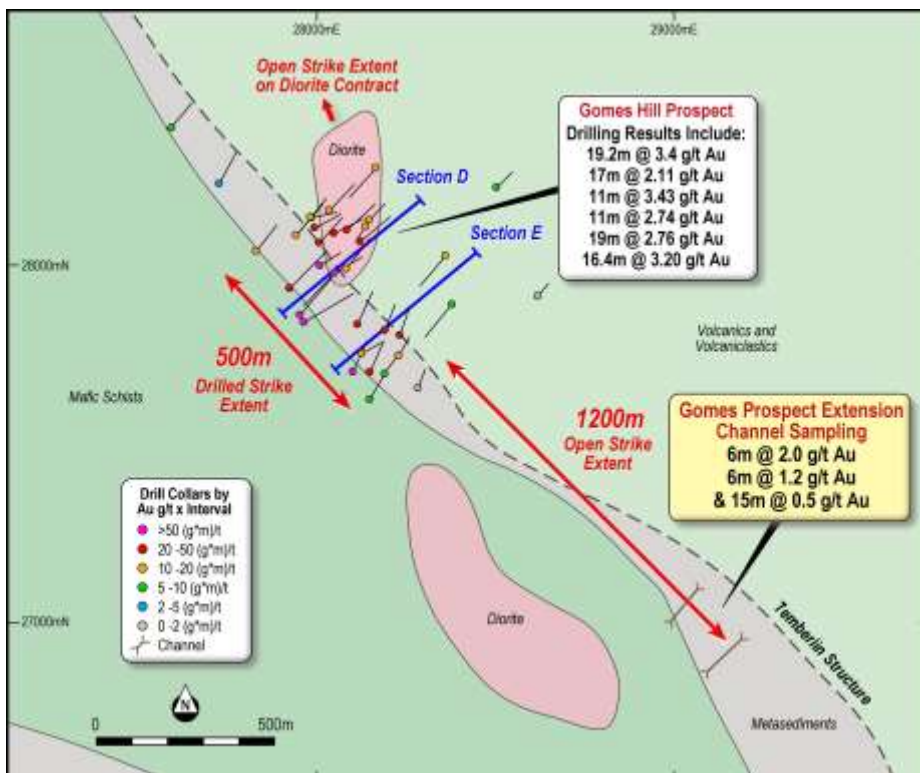 28000mE
29000mE
Open Strike Extent
on Diorite Contract
Diorite
Section D
Section E
Gomes Hill Prospect
Drilling Results Include:
19.2m @ 3.4 g/t Au
17m @ 2.11 g/t Au
11m @ 3.43 g/t Au
11m @ 2.74 g/t Au
19m @ 2.76 g/t Au
16.4m @ 3.20 g/t Au
28000mN
Volcanics and
Volcaniclastics
500m
Drilled Strike
Extent
Mafic Schists
1200m
Open Strike
Extent
Gomes Prospect Extension
Channel Sampling
6m @ 2.0 g/t Au
6m @ 1.2 g/t Au
& 15m @ 0.5 g/t Au
Drill Collars by
Au g/t x Interval
>50 (g*m)/t
20 -50 (g*m)/t
10 -20 (g*m)/t
5 -10 (g*m)/t
2 -5 (g*m)/t
0 -2 (g*m)/t
Channel
27000mN
Diorite
Temberlin Structure
Metasediments
N
0
500m